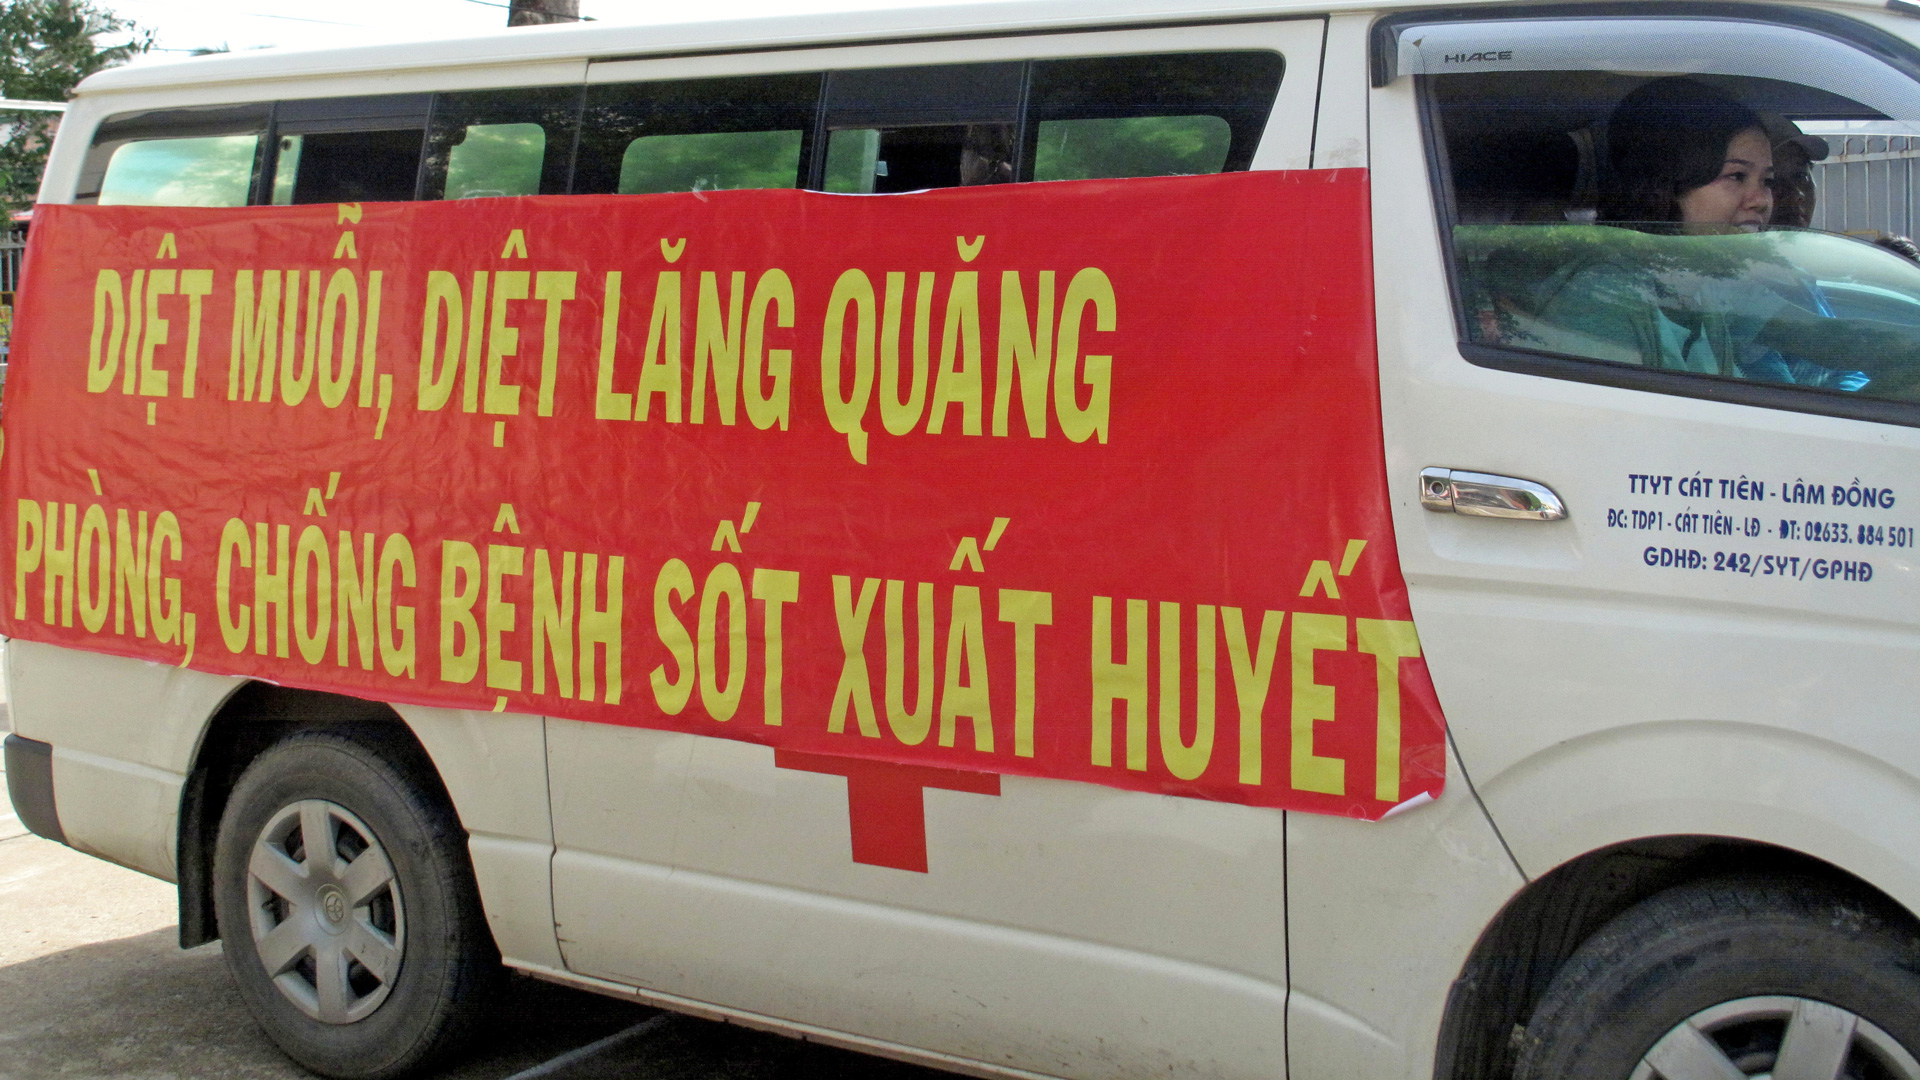 HIACE
DIỆT MUỖI, DIỆT LĂNG QUĂNG
PHÒNG, CHỐNG BỆNH SỐT XUẤT HUYẾT
TTYT CÁT TIÊN - LÂM ĐỒNG
ĐC: TDP1 - CÁT TIÊN - LĐ - ĐT: 02633. 884 501
GDHĐ: 242/SYT/GPHĐ